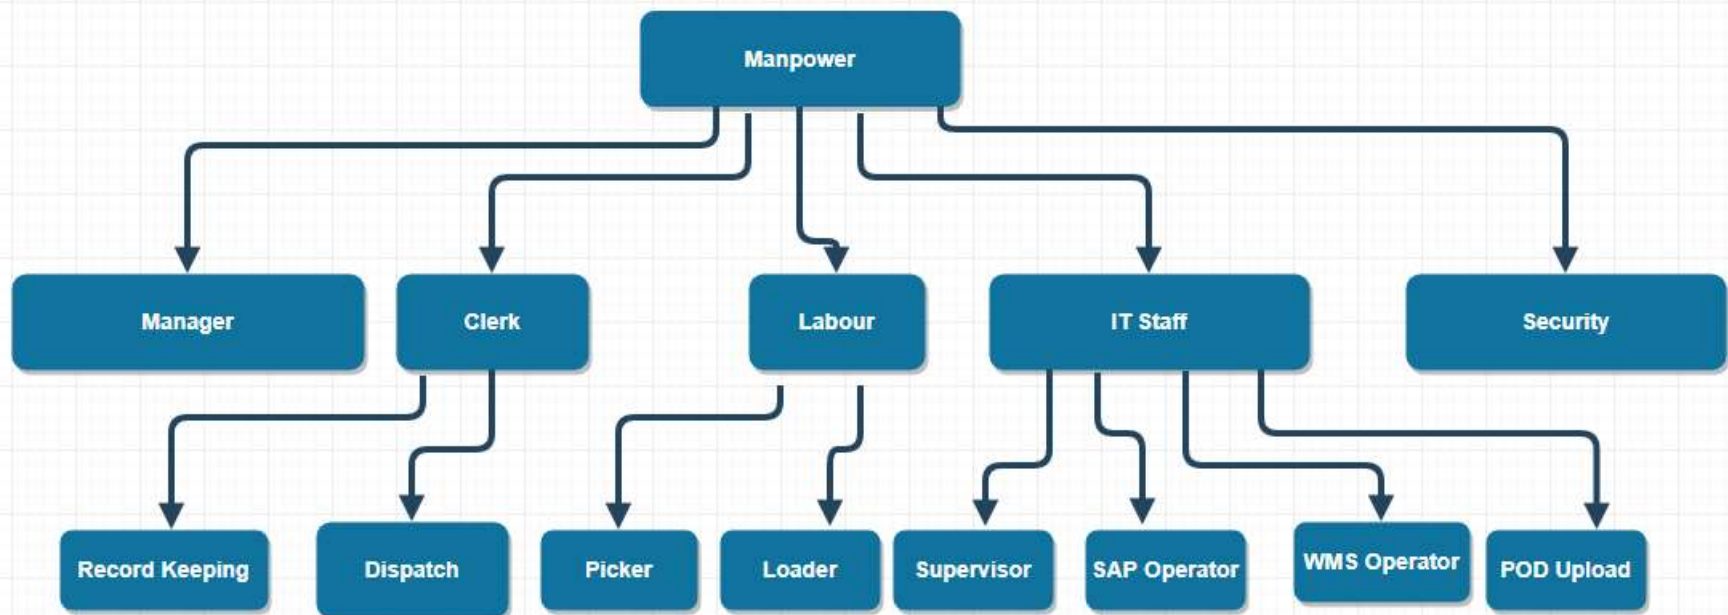 Manpower
Manager
Clerk
Labour
IT Staff
Security
Record Keeping
Dispatch
Picker
Loader
Supervisor
SAP Operator
WMS Operator
POD Upload